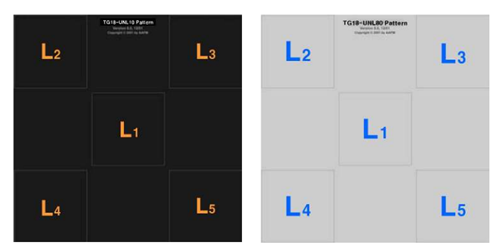 TG18-UNL10 Pattern
L2
L3
L1
L4
L5
TG18-UNL80 Pattern
L2
L3
L1
L4
L5